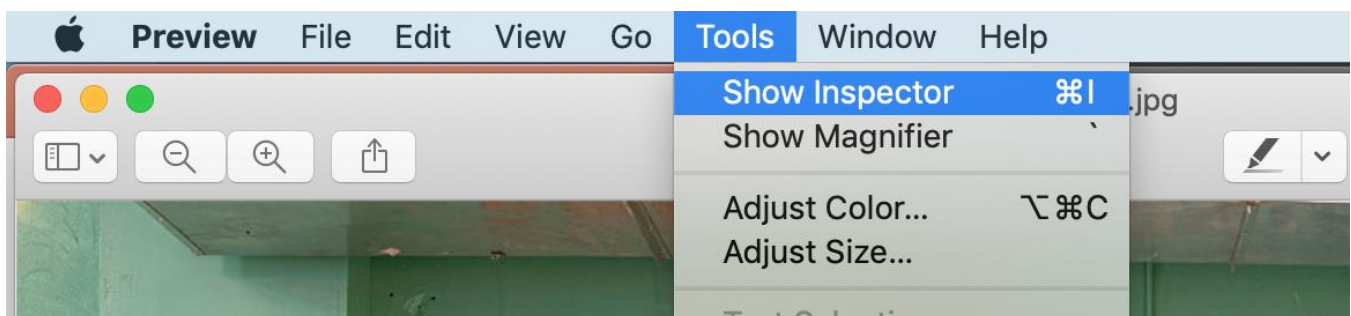 Preview File Edit View Go Tools Window Help
Show Inspector ⌘I
.jpg
Show Magnifier `
Adjust Color... ⌥⌘C
Adjust Size...